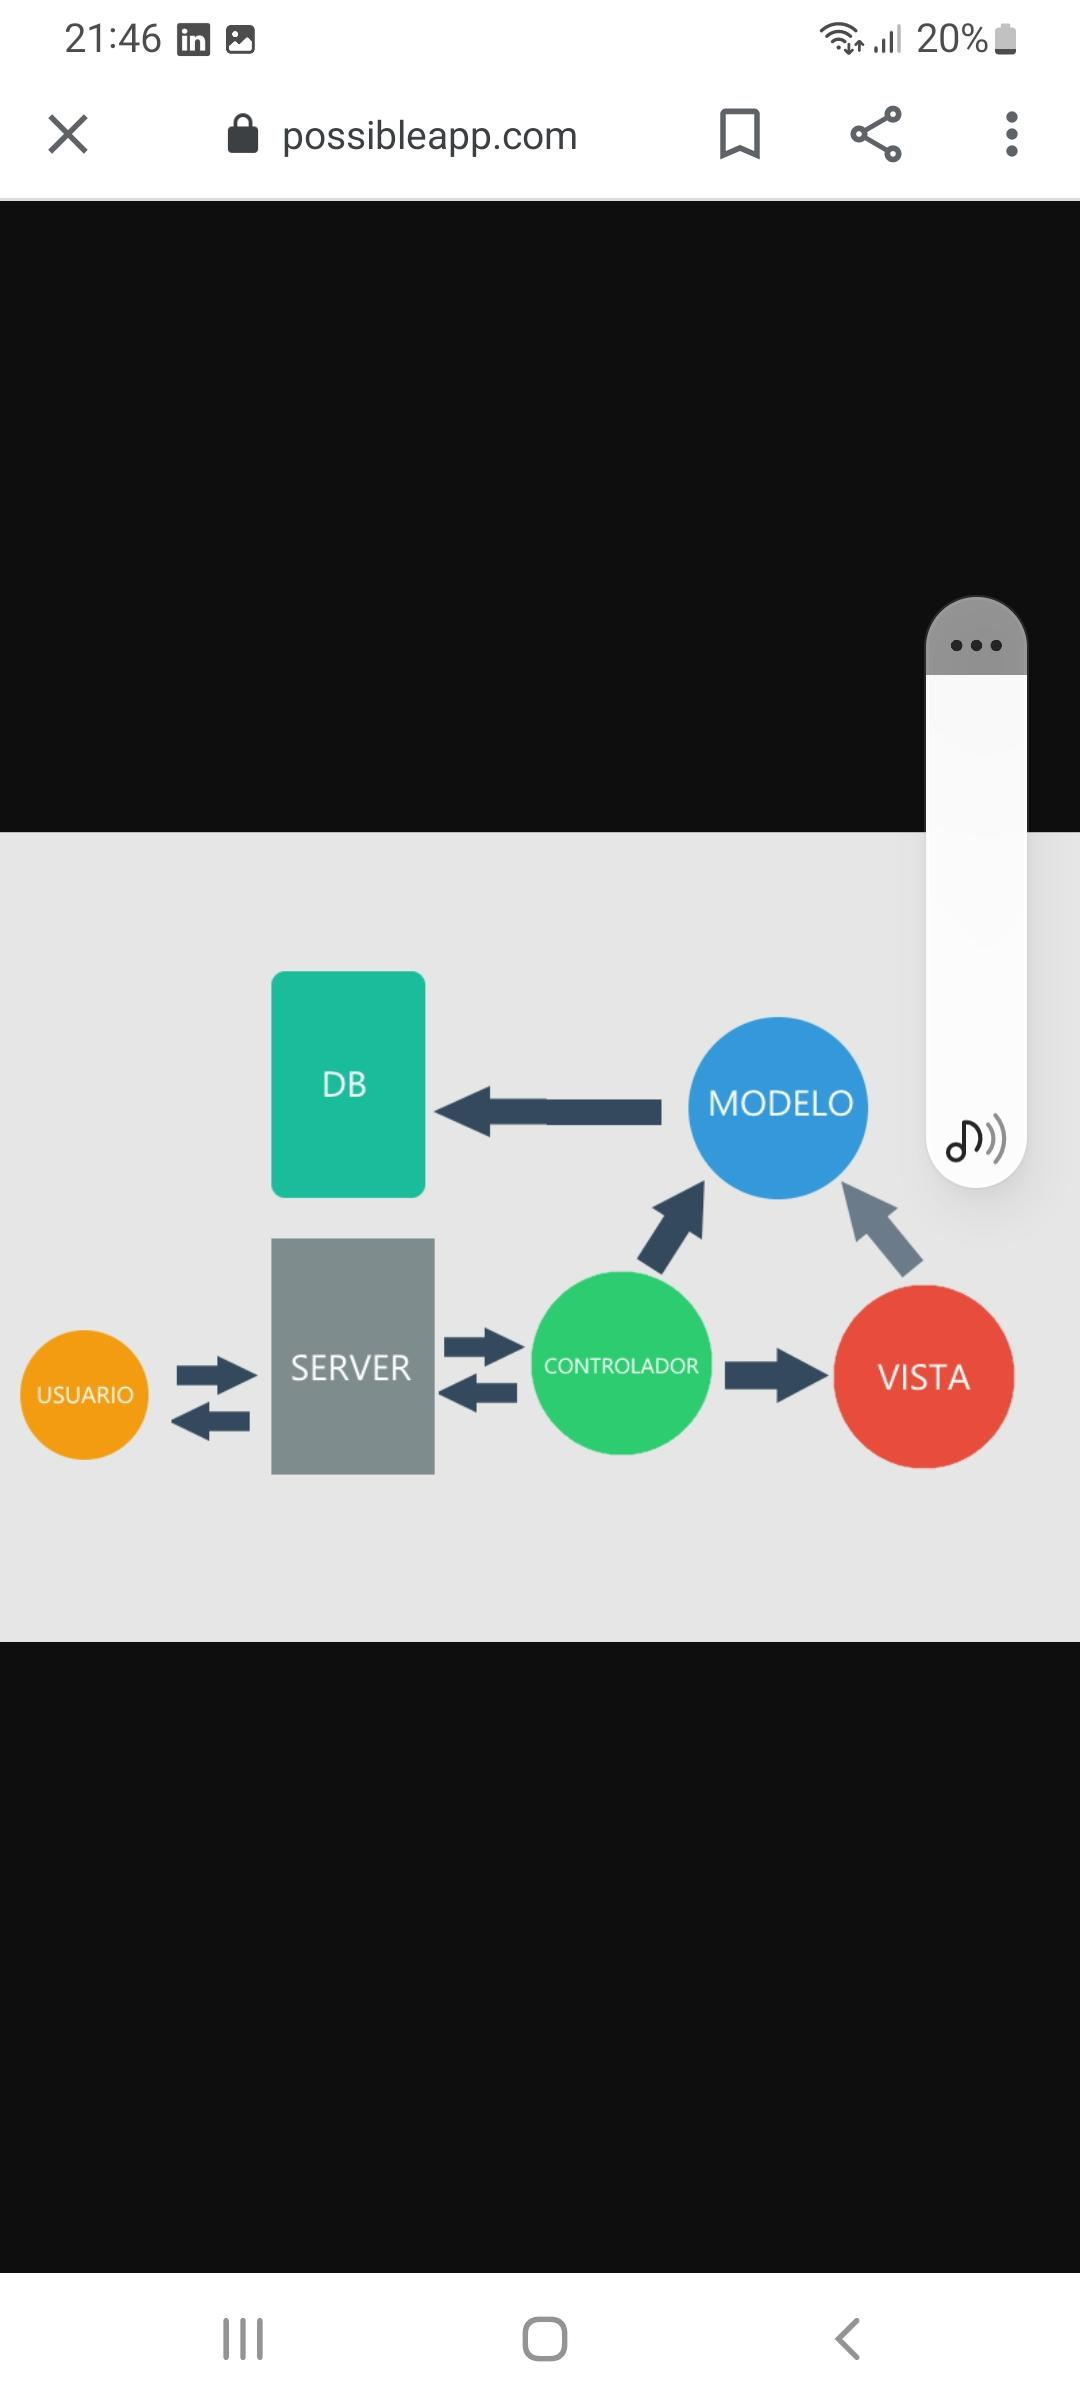 21:46
20%
possibleapp.com
DB
MODELO
USUARIO
SERVER
CONTROLADOR
VISTA